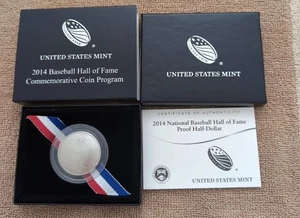 UNITED STATES MINT
2014 Baseball Hall of Fame
Commemorative Coin Program
UNITED STATES MINT
CERTIFICATE OF AUTHENTICITY
2014 National Baseball Hall of Fame
Proof Half-Dollar
UNITED STATES MINT